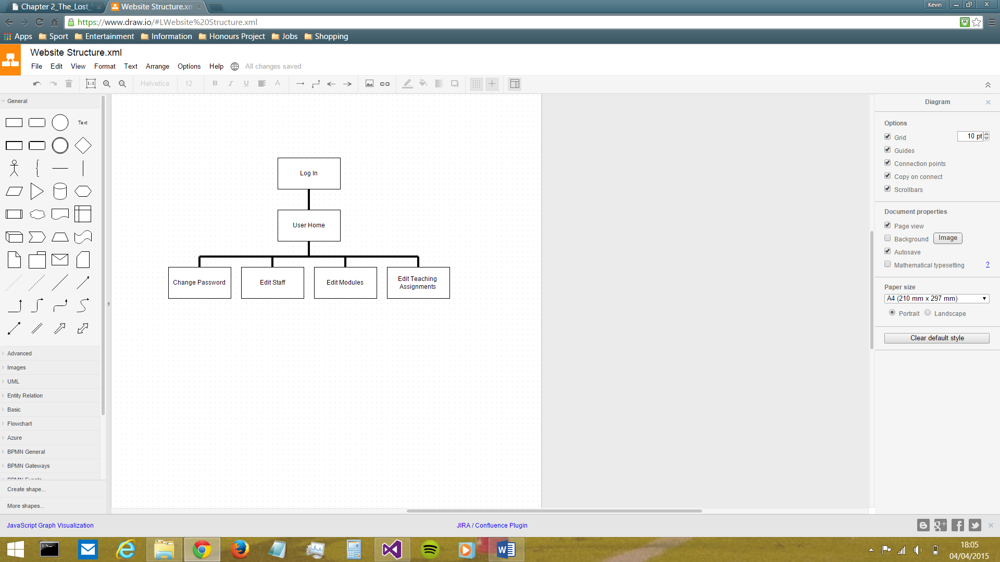 Chapter 2_The_Lost_
Website Structure.xm
Kevin
https://www.draw.io/#LWebsite%20Structure.xml
Apps
Sport
Entertainment
Information
Honours Project
Jobs
Shopping
Website Structure.xml
File
Edit
View
Format
Text
Arrange
Options
Help
All changes saved
1:1
Helvetica
12
B
I
U
A
General
Text
Advanced
Images
UML
Entity Relation
Basic
Flowchart
Azure
BPMN General
BPMN Gateways
BPMN Events
Create shape...
More shapes...
Log In
User Home
Change Password
Edit Staff
Edit Modules
Edit Teaching
Assignments
Diagram
Options
Grid
10 pt
Guides
Connection points
Copy on connect
Scrollbars
Document properties
Page view
Background
Image
Autosave
Mathematical typesetting
?
Paper size
A4 (210 mm x 297 mm)
Portrait
Landscape
Clear default style
JavaScript Graph Visualization
JIRA / Confluence Plugin
18:05
04/04/2015